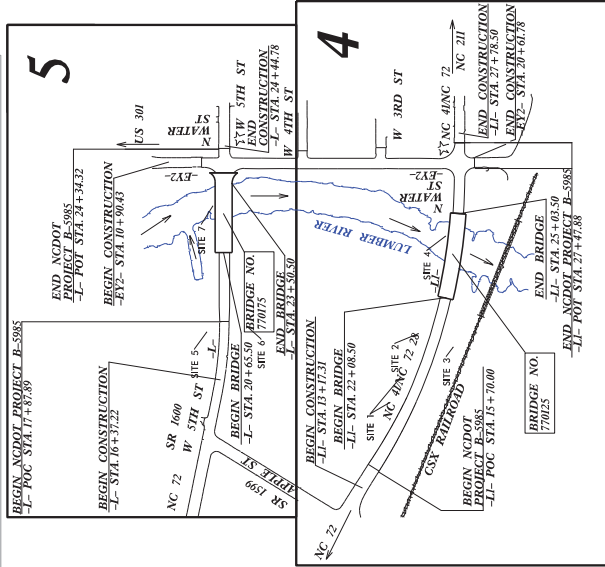 5
4
US 301
N
WATER
ST
W 5TH ST
END
CONSTRUCTION
-L- STA. 24+44.78
W 4TH ST
W 3RD ST
NC 211
NC 41/NC 72
END CONSTRUCTION
-L1- STA. 27+78.50
END CONSTRUCTION
-EY2- STA. 20+61.78
END NCDOT
PROJECT B-5985
-L- POT STA. 24+34.32
BEGIN CONSTRUCTION
-EY2- STA. 10+90.43
-EY2-
SITE 7
LUMBER RIVER
N
WATER
ST
-EY2-
SITE 4
-L1-
BEGIN NCDOT PROJECT B-5985
-L- POC STA. 17+87.89
BEGIN CONSTRUCTION
-L- STA. 16+37.22
SITE 5
-L-
SR 1600
W 5TH ST
NC 72
BEGIN BRIDGE
-L- STA. 20+65.50
SITE 6
BRIDGE NO.
770175
END BRIDGE
-L- STA. 23+50.50
SR 1599
APPLE ST
BEGIN CONSTRUCTION
-L1- STA. 13+17.31
BEGIN BRIDGE
-L1- STA. 22+08.50
SITE 1
SITE 2
NC 41/NC 72
SITE 3
CSX RAILROAD
NC 72
BEGIN NCDOT
PROJECT B-5985
-L1- POC STA. 15+70.00
BRIDGE NO.
770125
END BRIDGE
-L1- STA. 25+03.50
END NCDOT PROJECT B-5985
-L1- POT STA. 27+47.88